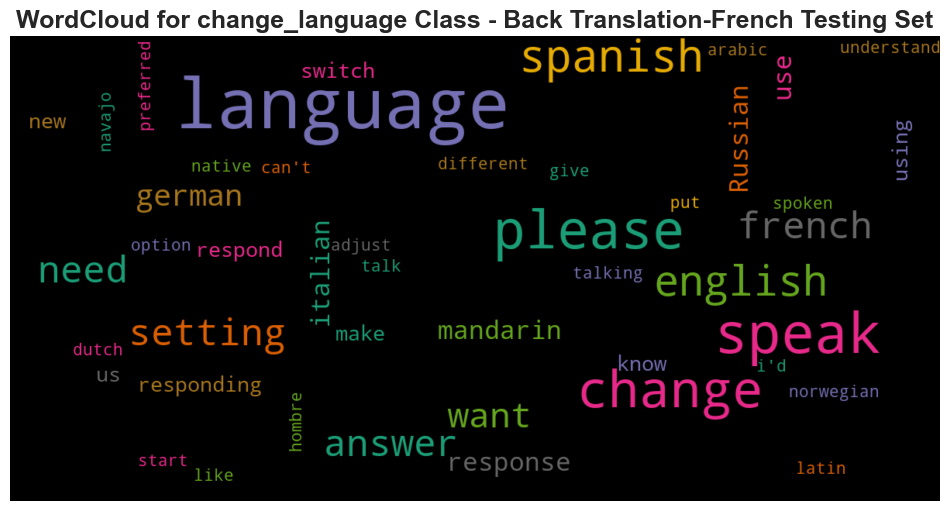 WordCloud for change_language Class - Back Translation-French Testing Set
language
spanish
arabic
understand
switch
preferred
use
new
navajo
Russian
using
native
can't
different
give
german
put
spoken
please
french
option
respond
italian
adjust
talk
need
talking
english
setting
make
mandarin
speak
dutch
us
know
i'd
responding
change
norwegian
hombre
want
answer
response
start
like
latin